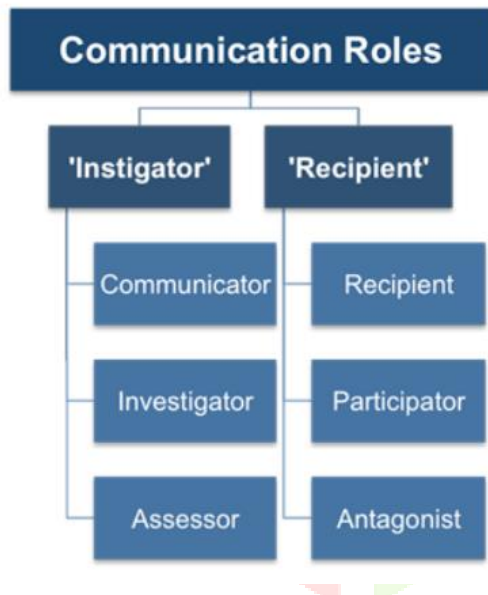 Communication Roles
'Instigator'
'Recipient'
Communicator
Recipient
Investigator
Participator
Assessor
Antagonist